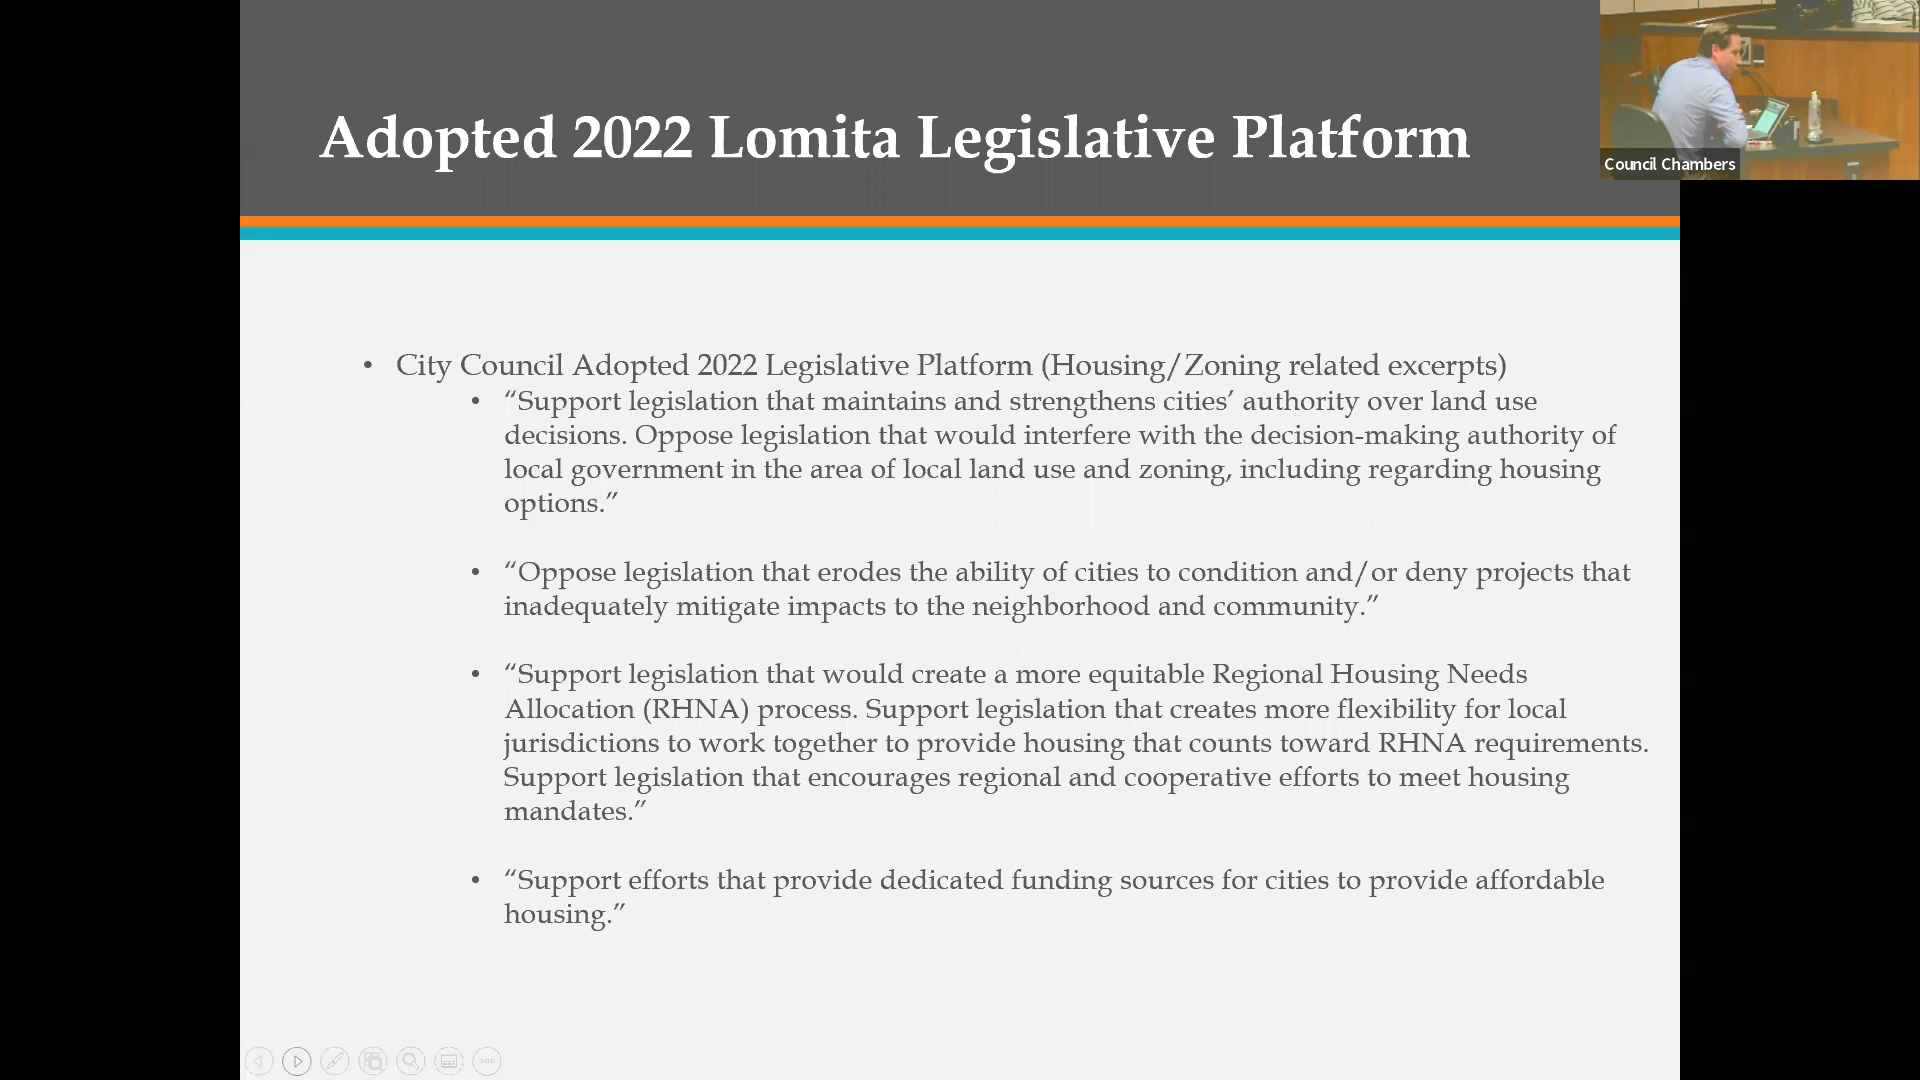 Adopted 2022 Lomita Legislative Platform
Council Chambers
• City Council Adopted 2022 Legislative Platform (Housing/Zoning related excerpts)
• “Support legislation that maintains and strengthens cities’ authority over land use
decisions. Oppose legislation that would interfere with the decision-making authority of
local government in the area of local land use and zoning, including regarding housing
options.”
• “Oppose legislation that erodes the ability of cities to condition and/or deny projects that
inadequately mitigate impacts to the neighborhood and community.”
• “Support legislation that would create a more equitable Regional Housing Needs
Allocation (RHNA) process. Support legislation that creates more flexibility for local
jurisdictions to work together to provide housing that counts toward RHNA requirements.
Support legislation that encourages regional and cooperative efforts to meet housing
mandates.”
• “Support efforts that provide dedicated funding sources for cities to provide affordable
housing.”